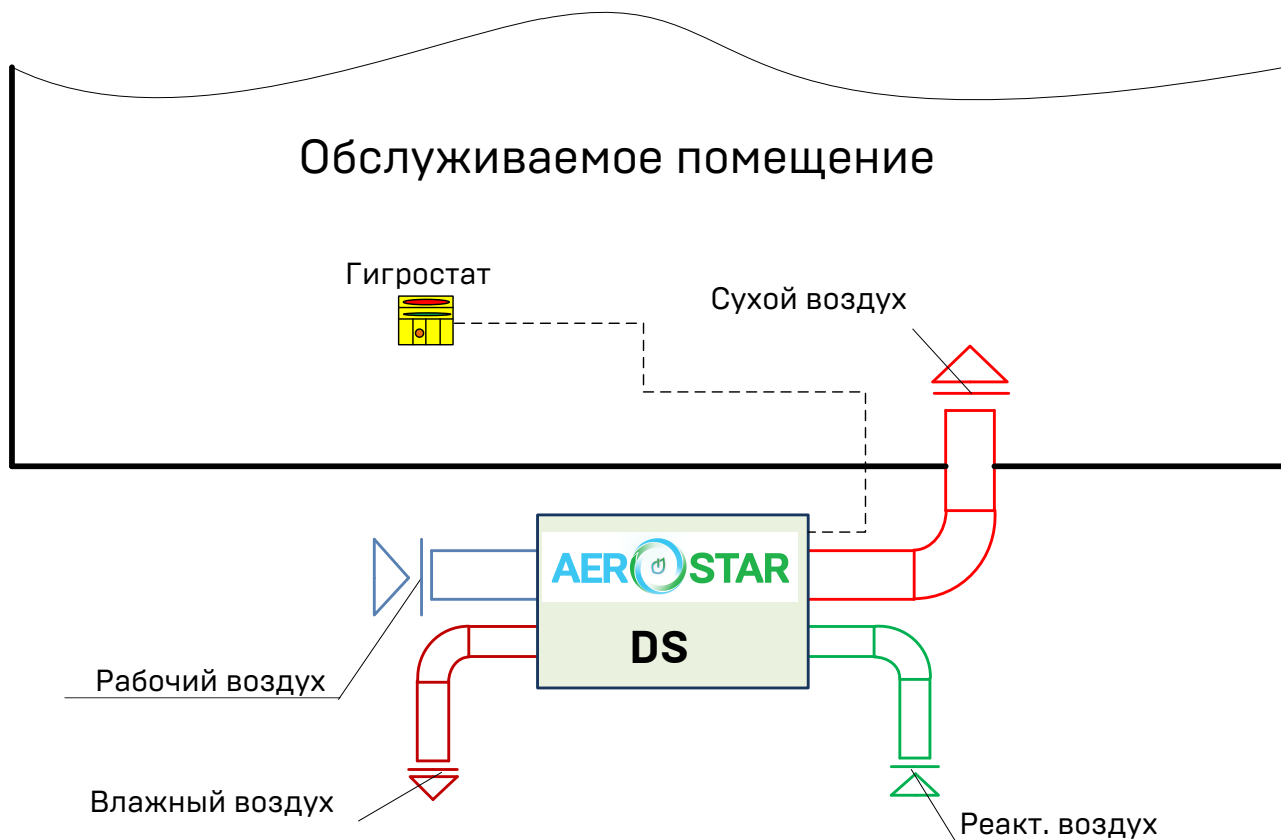 Обслуживаемое помещение
Гигростат
Сухой воздух
AEROSTAR
DS
Рабочий воздух
Влажный воздух
Реакт. воздух